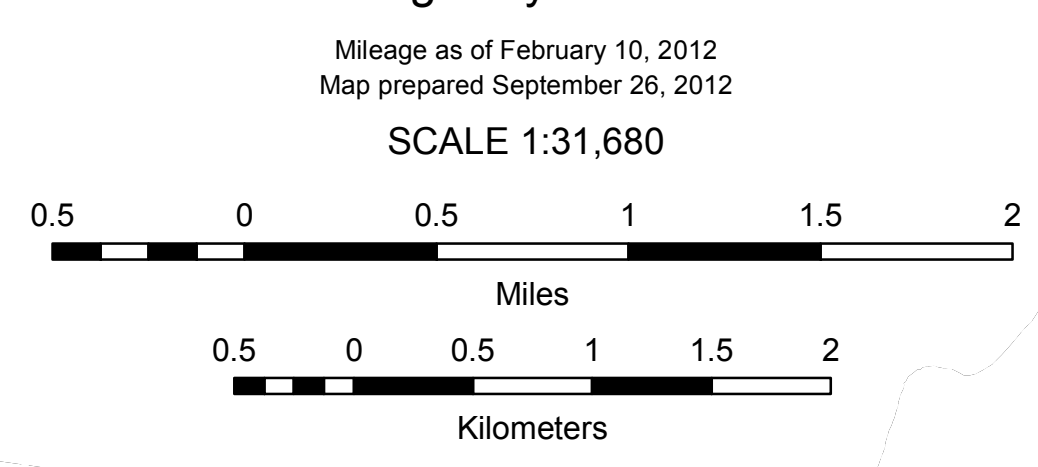 Mileage as of February 10, 2012
Map prepared September 26, 2012
SCALE 1:31,680
0.5 0 0.5 1 1.5 2
Miles
0.5 0 0.5 1 1.5 2
Kilometers